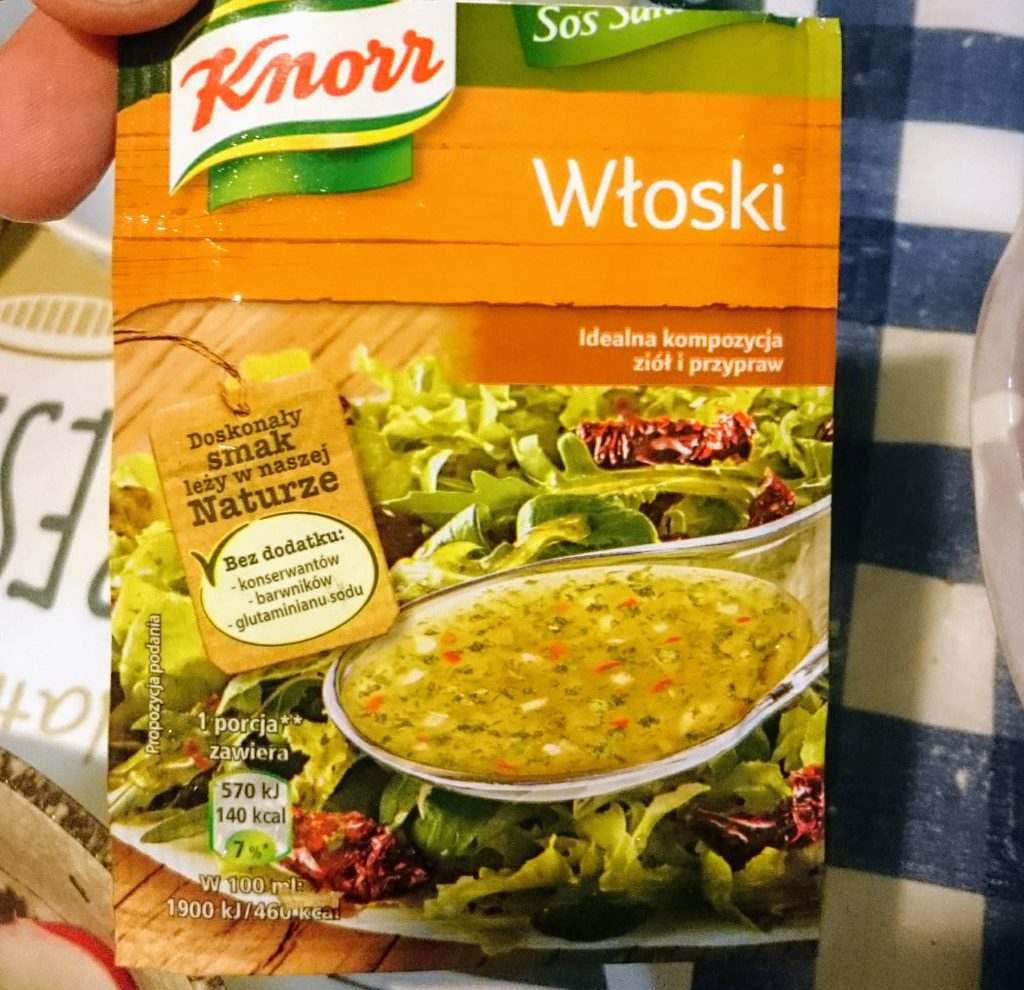 Knorr
Sos
Włoski
Idealna kompozycja
ziół i przypraw
Doskonały
smak
leży w naszej
Naturze
Bez dodatku:
- konserwantów
- barwników
- glutaminianu sodu
Propozycja podania
1 porcja**
zawiera
570 kJ
140 kcal
7%*
W 100 ml:
1900 kJ/460 kcal